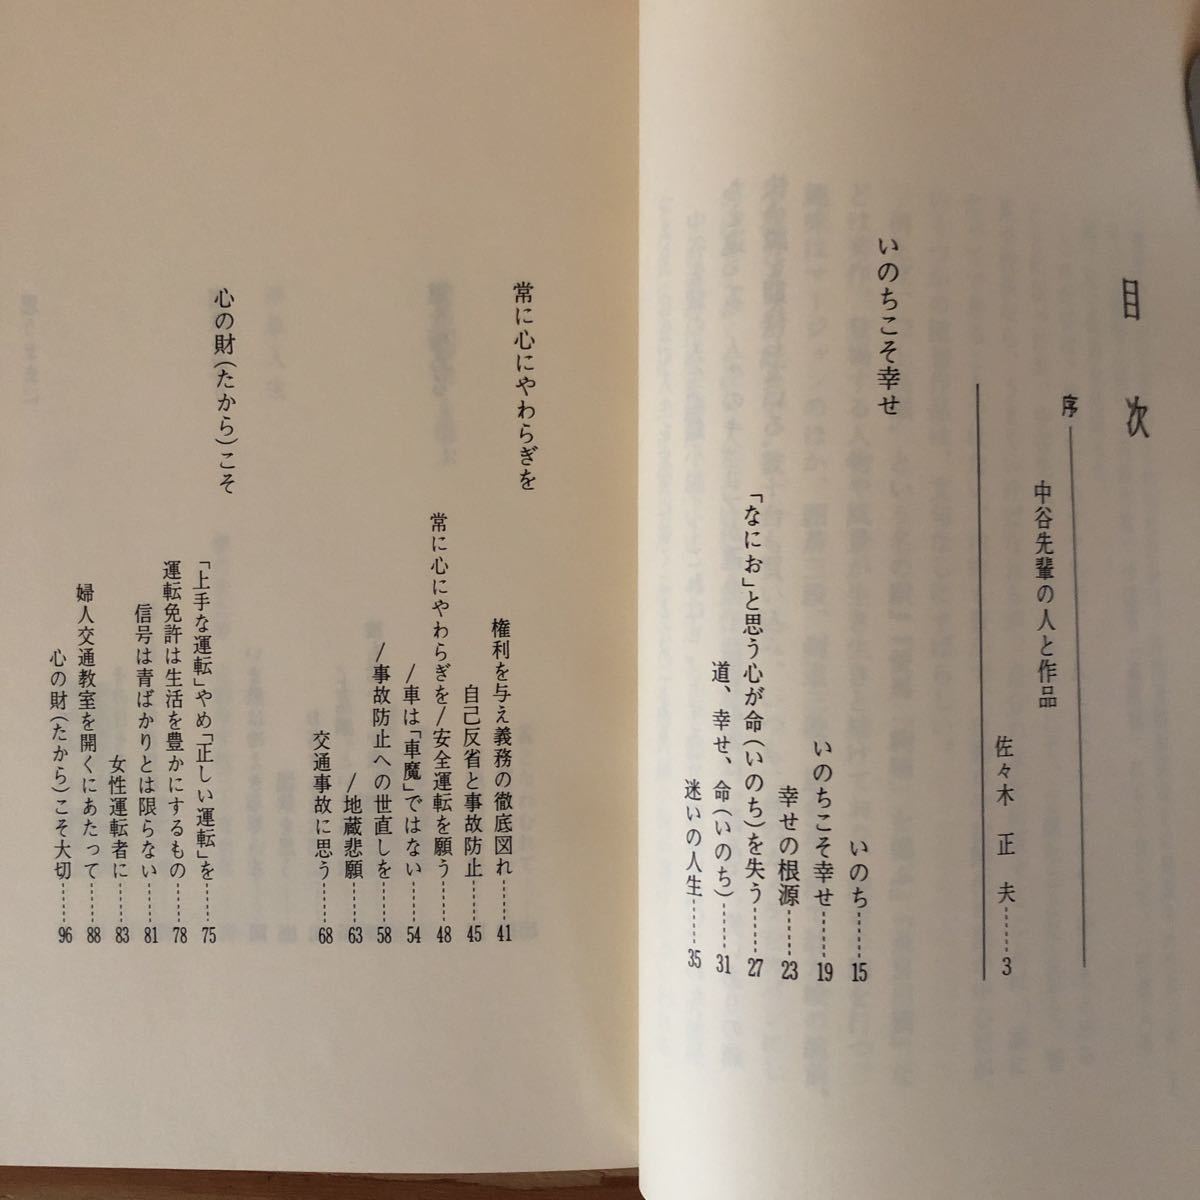 目次
序
中谷先輩の人と作品
佐々木正夫……3
いのちこそ幸せ
いのち……15
いのちこそ幸せ……19
幸せの根源……23
「なにお」と思う心が命(いのち)を失う……27
道、幸せ、命(いのち)……31
迷いの人生……35
常に心にやわらぎを
権利を与え義務の徹底図れ……41
自己反省と事故防止……45
常に心にやわらぎを/安全運転を願う……48
/車は「車魔」ではない……54
/事故防止への世直しを……58
/地蔵悲願……63
交通事故に思う……68
心の財(たから)こそ
「上手な運転」やめ「正しい運転」を……75
運転免許は生活を豊かにするもの……78
信号は青ばかりとは限らない……81
女性運転者に……83
婦人交通教室を開くにあたって……88
心の財(たから)こそ大切……96